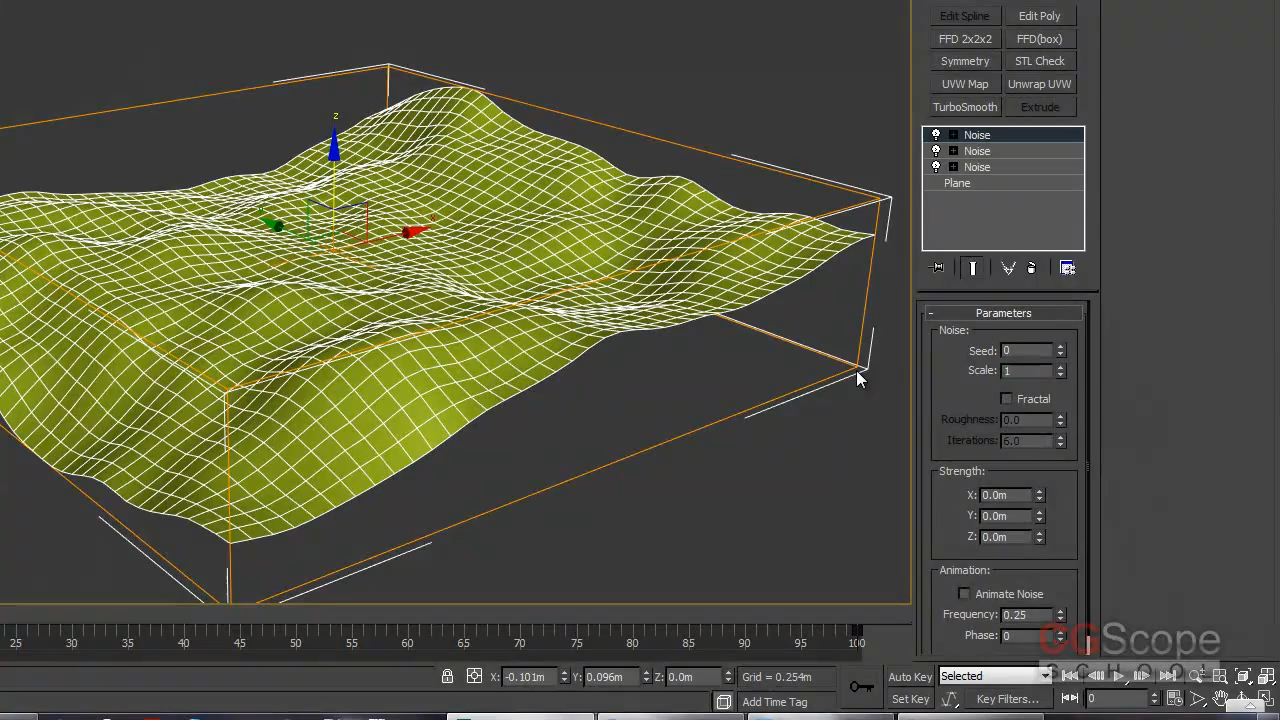 Edit Spline Edit Poly
FFD 2x2x2 FFD(box)
Symmetry STL Check
UVW Map Unwrap UVW
TurboSmooth Extrude
Noise
Noise
Noise
Plane
z
x
- Parameters
Noise:
Seed: 0
Scale: 1
Fractal
Roughness: 0.0
Iterations: 6.0
Strength:
X: 0.0m
Y: 0.0m
Z: 0.0m
Animation:
Animate Noise
Frequency: 0.25
Phase: 0
CGScope
SCHOOL
25 30 35 40 45 50 55 60 65 70 75 80 85 90 95 100
X: -0.101m Y: 0.096m Z: 0.0m Grid = 0.254m Auto Key Selected
Add Time Tag Set Key Key Filters... 0